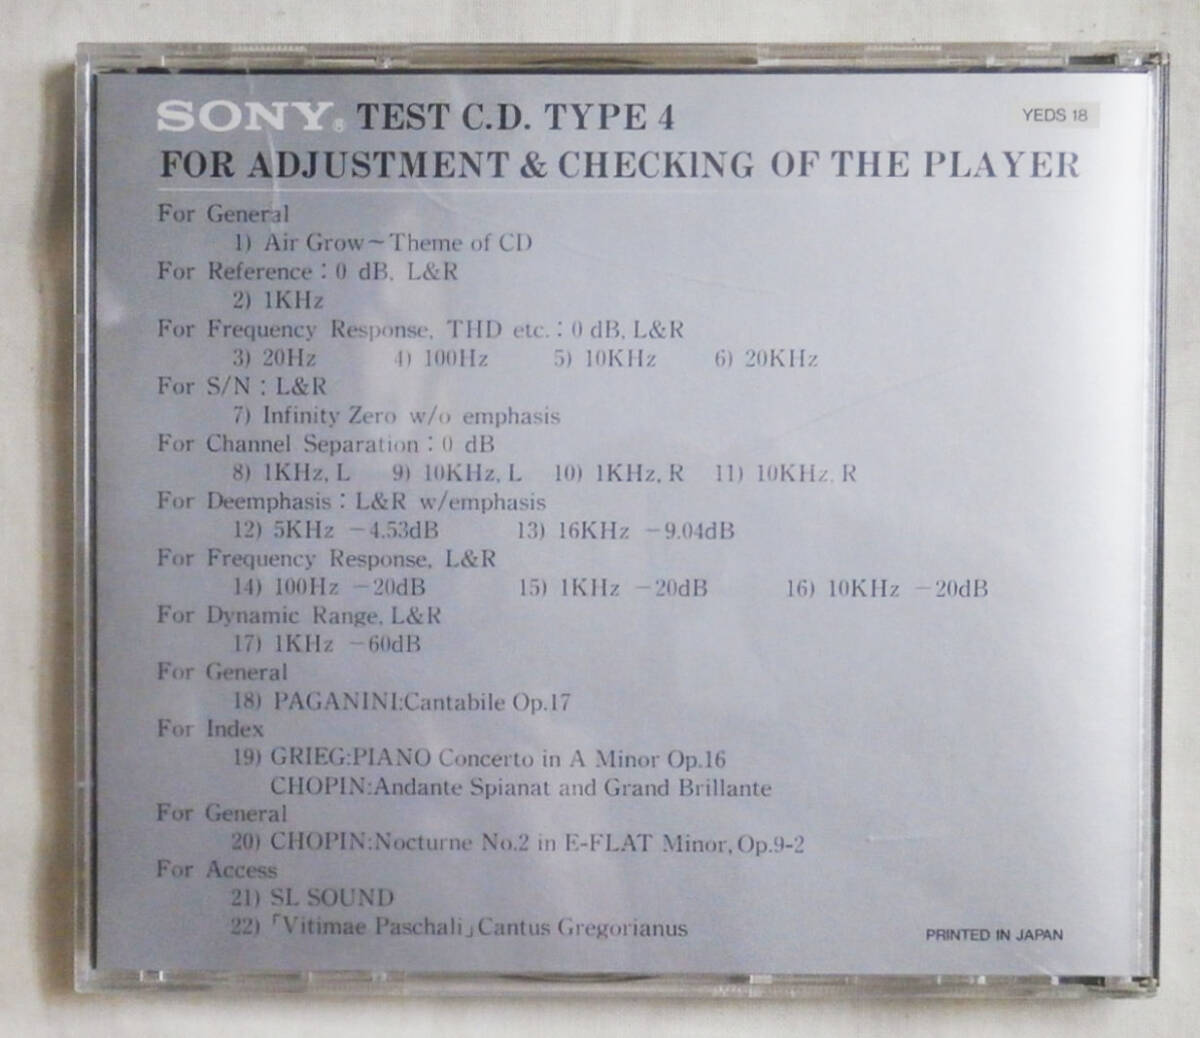 SONY® TEST C.D. TYPE 4 YEDS 18
FOR ADJUSTMENT & CHECKING OF THE PLAYER
For General
1) Air Grow~Theme of CD
For Reference : 0 dB, L&R
2) 1KHz
For Frequency Response, THD etc. : 0 dB, L&R
3) 20Hz 4) 100Hz 5) 10KHz 6) 20KHz
For S/N : L&R
7) Infinity Zero w/o emphasis
For Channel Separation : 0 dB
8) 1KHz, L 9) 10KHz, L 10) 1KHz, R 11) 10KHz, R
For Deemphasis : L&R w/emphasis
12) 5KHz −4.53dB 13) 16KHz −9.04dB
For Frequency Response, L&R
14) 100Hz −20dB 15) 1KHz −20dB 16) 10KHz −20dB
For Dynamic Range, L&R
17) 1KHz −60dB
For General
18) PAGANINI:Cantabile Op.17
For Index
19) GRIEG:PIANO Concerto in A Minor Op.16
CHOPIN:Andante Spianat and Grand Brillante
For General
20) CHOPIN:Nocturne No.2 in E-FLAT Minor, Op.9-2
For Access
21) SL SOUND
22)「Vitimae Paschali」Cantus Gregorianus
PRINTED IN JAPAN